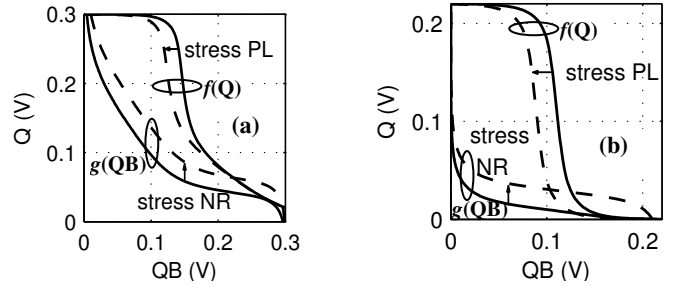 0.3
stress PL
0.2
f(Q)
Q (V)
(a)
0.1
g(QB)
stress NR
0
0
0.1
0.2
0.3
QB (V)
f(Q)
0.2
stress PL
Q (V)
0.1
stress
NR
(b)
g(QB)
0
0
0.1
0.2
QB (V)